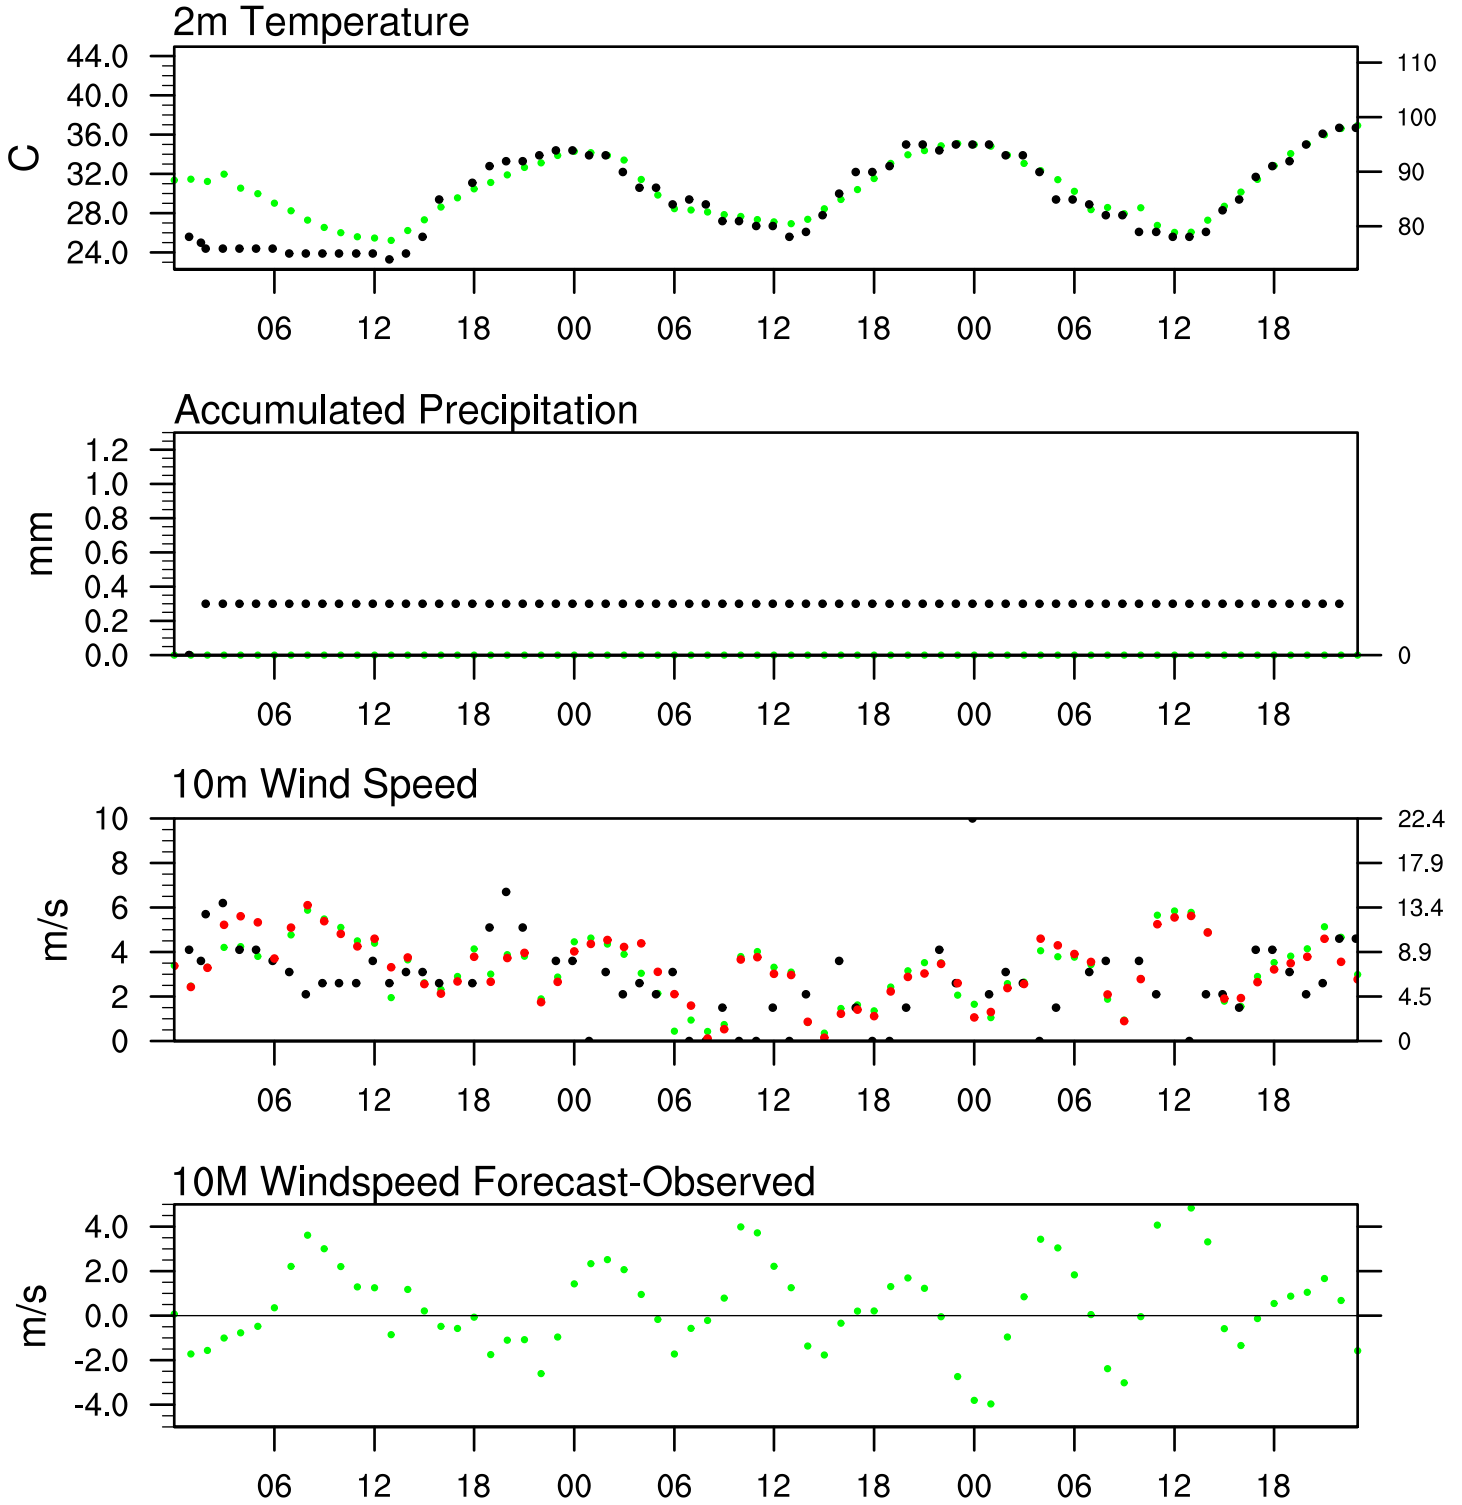 2m Temperature
44.0
40.0
36.0
32.0
28.0
24.0
C
110
100
90
80
06 12 18 00 06 12 18 00 06 12 18
Accumulated Precipitation
1.2
1.0
0.8
0.6
0.4
0.2
0.0
mm
0
06 12 18 00 06 12 18 00 06 12 18
10m Wind Speed
10
8
6
4
2
0
m/s
22.4
17.9
13.4
8.9
4.5
0
06 12 18 00 06 12 18 00 06 12 18
10M Windspeed Forecast-Observed
4.0
2.0
0.0
-2.0
-4.0
m/s
06 12 18 00 06 12 18 00 06 12 18